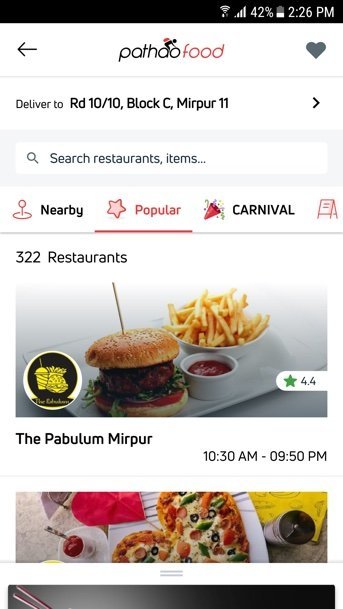 42% 2:26 PM
pathao food
Deliver to Rd 10/10, Block C, Mirpur 11
Search restaurants, items...
Nearby Popular CARNIVAL
322 Restaurants
The Pabulum
4.4
The Pabulum Mirpur
10:30 AM - 09:50 PM